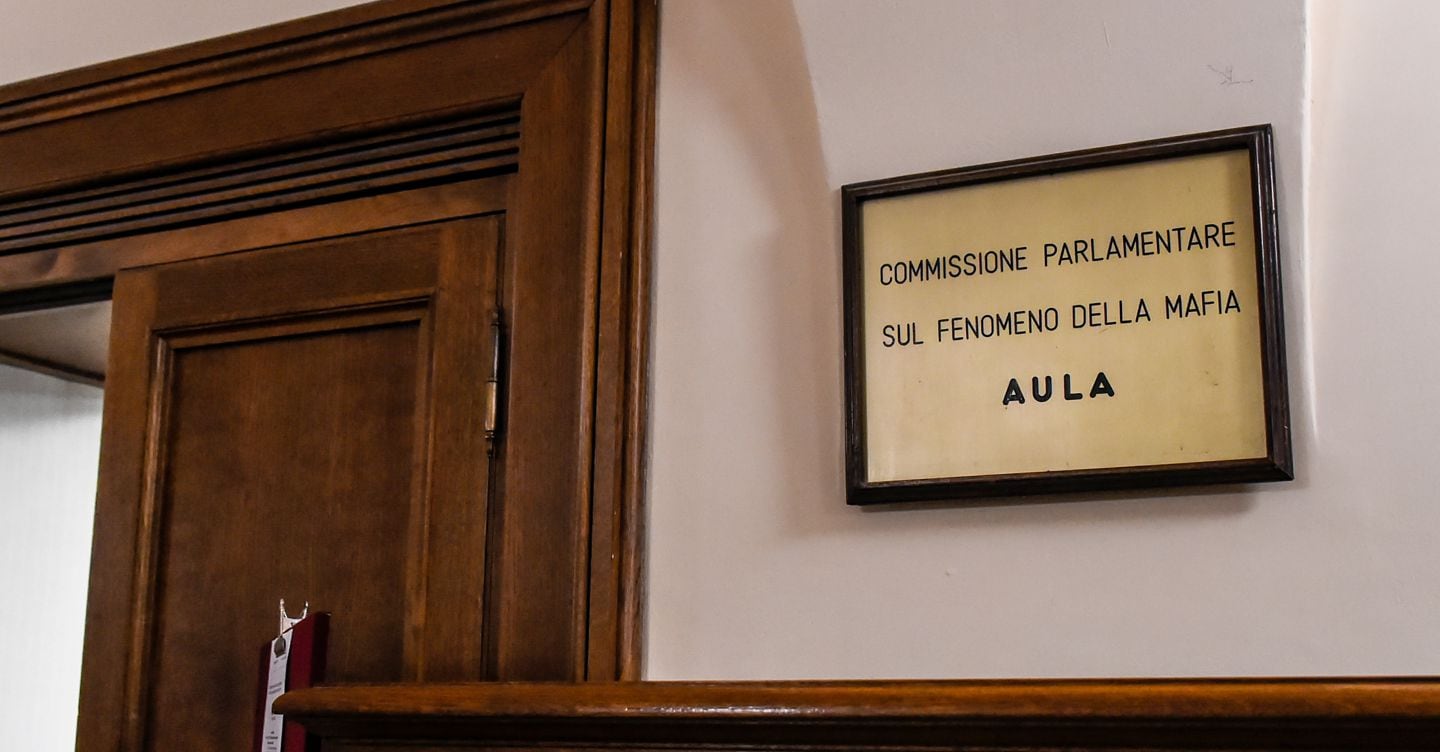 COMMISSIONE PARLAMENTARE
SUL FENOMENO DELLA MAFIA
AULA